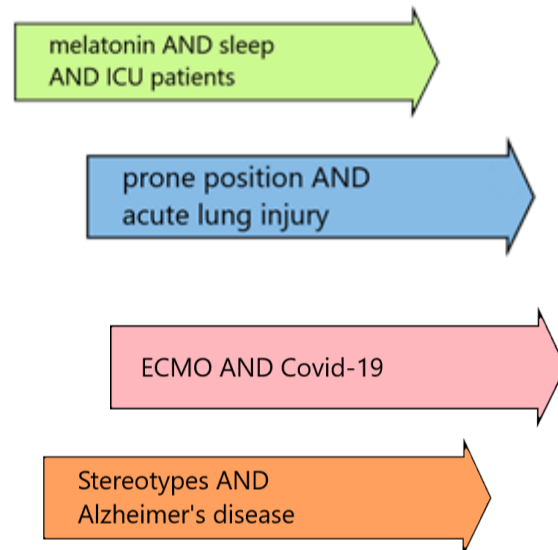 melatonin AND sleep
AND ICU patients
prone position AND
acute lung injury
ECMO AND Covid-19
Stereotypes AND
Alzheimer's disease